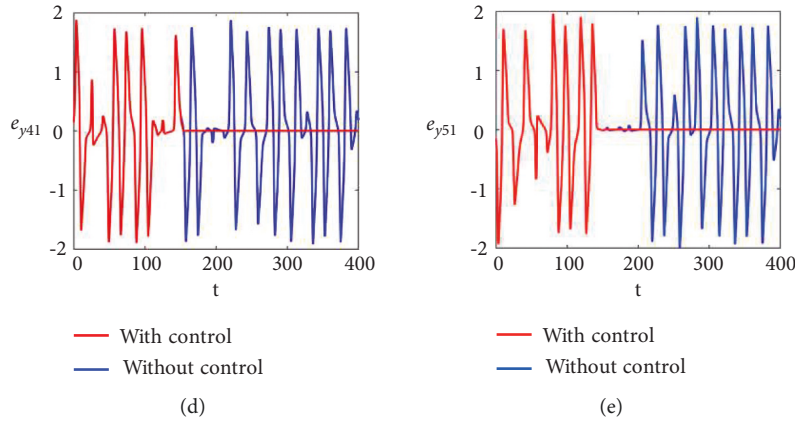 2
1
e_y41
0
-1
-2
0 100 200 300 400
t
With control
Without control
(d)
2
1
e_y51
0
-1
-2
0 100 200 300 400
t
With control
Without control
(e)